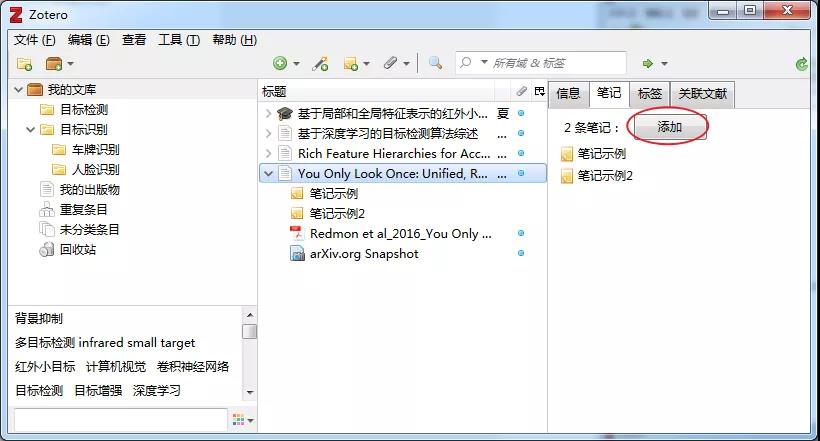 Zotero
文件 (F) 编辑 (E) 查看 工具 (T) 帮助 (H)
所有域 & 标签
我的文库
目标检测
目标识别
车牌识别
人脸识别
我的出版物
重复条目
未分类条目
回收站
背景抑制
多目标检测 infrared small target
红外小目标 计算机视觉 卷积神经网络
目标检测 目标增强 深度学习
标题
基于局部和全局特征表示的红外小... 夏
基于深度学习的目标检测算法综述 ...
Rich Feature Hierarchies for Acc... ...
You Only Look Once: Unified, R... ...
笔记示例
笔记示例2
Redmon et al_2016_You Only ...
arXiv.org Snapshot
信息 笔记 标签 关联文献
2 条笔记： 添加
笔记示例
笔记示例2